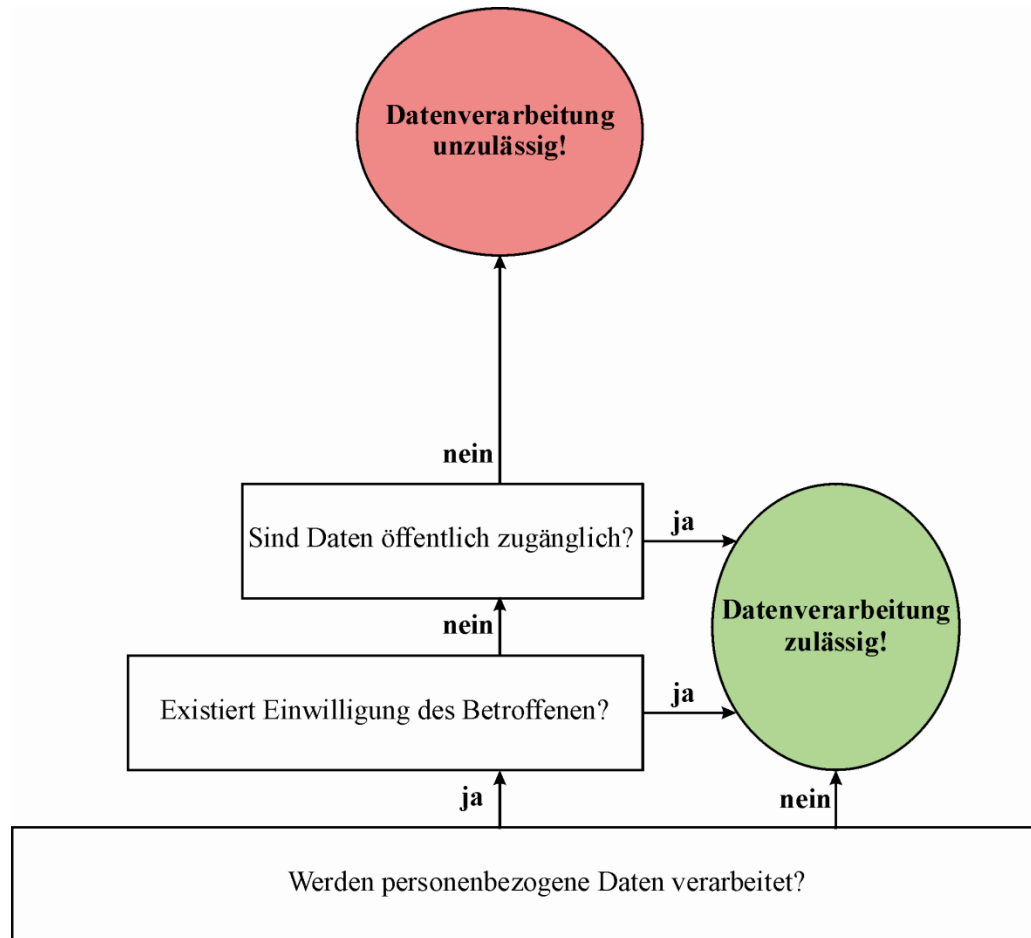 Datenverarbeitung
unzulässig!
nein
Sind Daten öffentlich zugänglich?
ja
Datenverarbeitung
zulässig!
nein
Existiert Einwilligung des Betroffenen?
ja
ja
nein
Werden personenbezogene Daten verarbeitet?